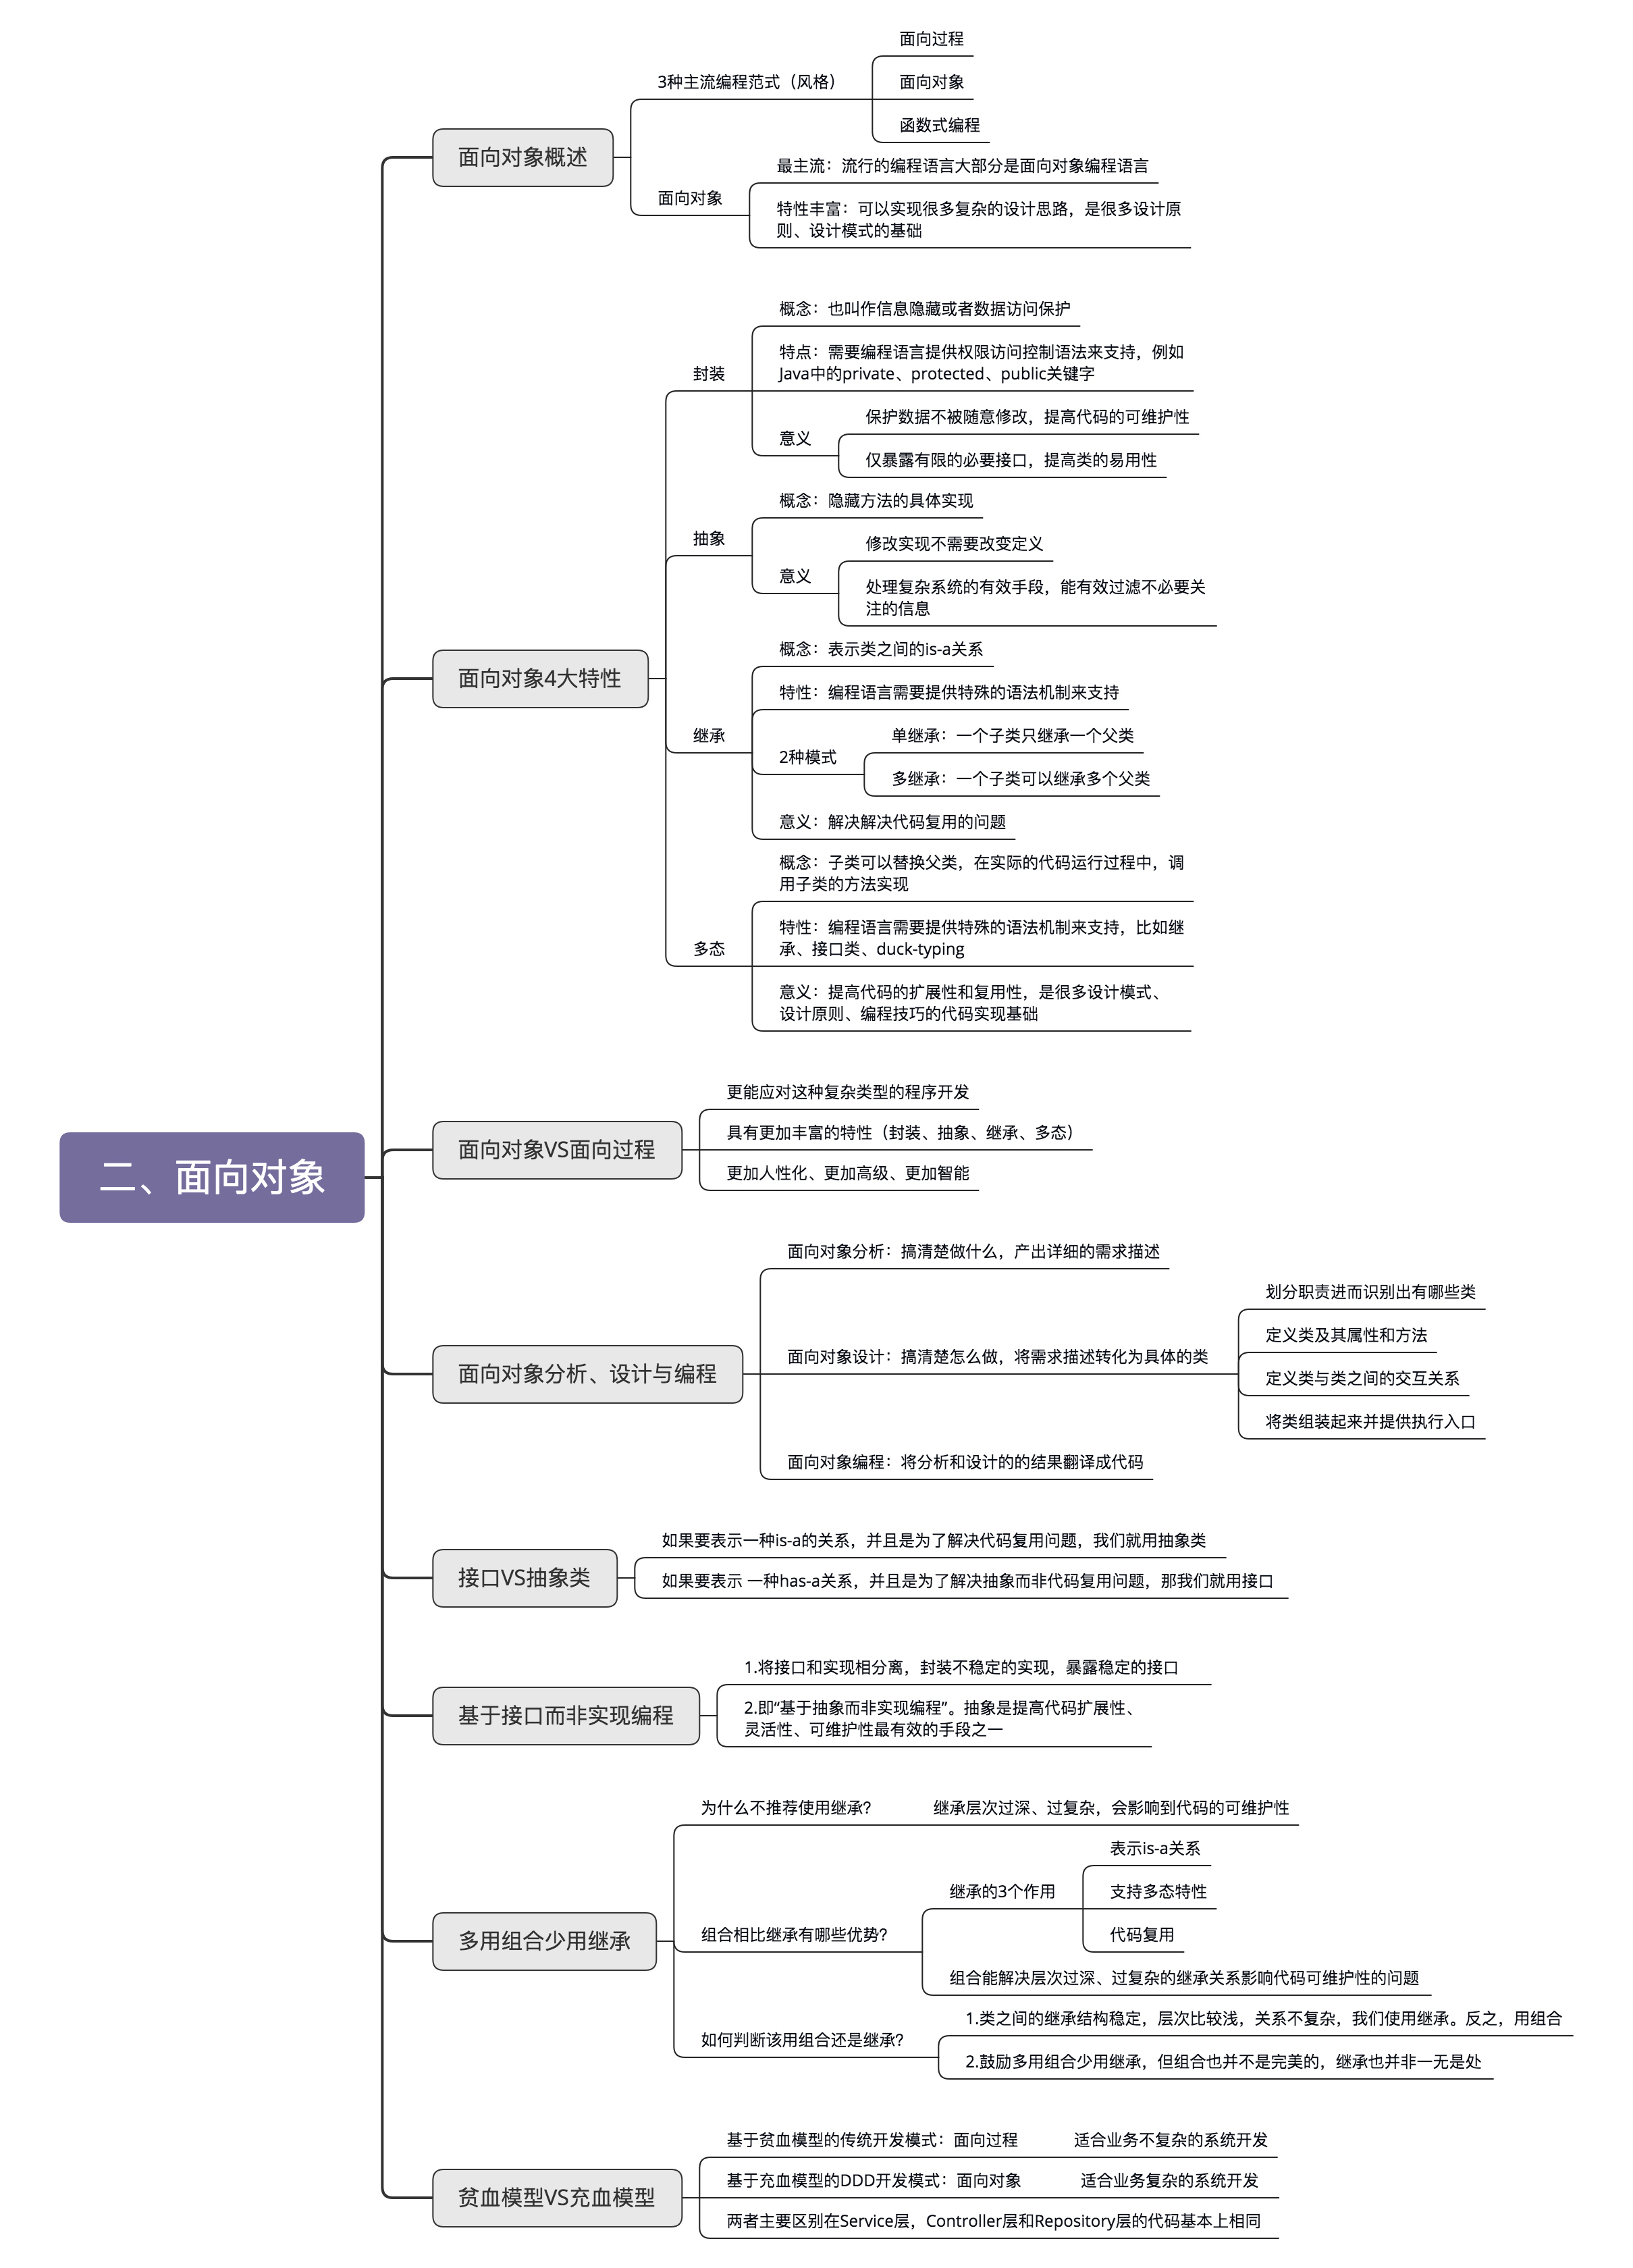 二、面向对象
面向对象概述
3种主流编程范式（风格）
面向过程
面向对象
函数式编程
面向对象
最主流：流行的编程语言大部分是面向对象编程语言
特性丰富：可以实现很多复杂的设计思路，是很多设计原
则、设计模式的基础
面向对象4大特性
封装
概念：也叫作信息隐藏或者数据访问保护
特点：需要编程语言提供权限访问控制语法来支持，例如
Java中的private、protected、public关键字
意义
保护数据不被随意修改，提高代码的可维护性
仅暴露有限的必要接口，提高类的易用性
抽象
概念：隐藏方法的具体实现
意义
修改实现不需要改变定义
处理复杂系统的有效手段，能有效过滤不必要关
注的信息
继承
概念：表示类之间的is-a关系
特性：编程语言需要提供特殊的语法机制来支持
2种模式
单继承：一个子类只继承一个父类
多继承：一个子类可以继承多个父类
意义：解决解决代码复用的问题
多态
概念：子类可以替换父类，在实际的代码运行过程中，调
用子类的方法实现
特性：编程语言需要提供特殊的语法机制来支持，比如继
承、接口类、duck-typing
意义：提高代码的扩展性和复用性，是很多设计模式、
设计原则、编程技巧的代码实现基础
面向对象VS面向过程
更能应对这种复杂类型的程序开发
具有更加丰富的特性（封装、抽象、继承、多态）
更加人性化、更加高级、更加智能
面向对象分析、设计与编程
面向对象分析：搞清楚做什么，产出详细的需求描述
面向对象设计：搞清楚怎么做，将需求描述转化为具体的类
划分职责进而识别出有哪些类
定义类及其属性和方法
定义类与类之间的交互关系
将类组装起来并提供执行入口
面向对象编程：将分析和设计的的结果翻译成代码
接口VS抽象类
如果要表示一种is-a的关系，并且是为了解决代码复用问题，我们就用抽象类
如果要表示 一种has-a关系，并且是为了解决抽象而非代码复用问题，那我们就用接口
基于接口而非实现编程
1.将接口和实现相分离，封装不稳定的实现，暴露稳定的接口
2.即“基于抽象而非实现编程”。抽象是提高代码扩展性、
灵活性、可维护性最有效的手段之一
多用组合少用继承
为什么不推荐使用继承？
继承层次过深、过复杂，会影响到代码的可维护性
组合相比继承有哪些优势？
继承的3个作用
表示is-a关系
支持多态特性
代码复用
组合能解决层次过深、过复杂的继承关系影响代码可维护性的问题
如何判断该用组合还是继承？
1.类之间的继承结构稳定，层次比较浅，关系不复杂，我们使用继承。反之，用组合
2.鼓励多用组合少用继承，但组合也并不是完美的，继承也并非一无是处
贫血模型VS充血模型
基于贫血模型的传统开发模式：面向过程
适合业务不复杂的系统开发
基于充血模型的DDD开发模式：面向对象
适合业务复杂的系统开发
两者主要区别在Service层，Controller层和Repository层的代码基本上相同